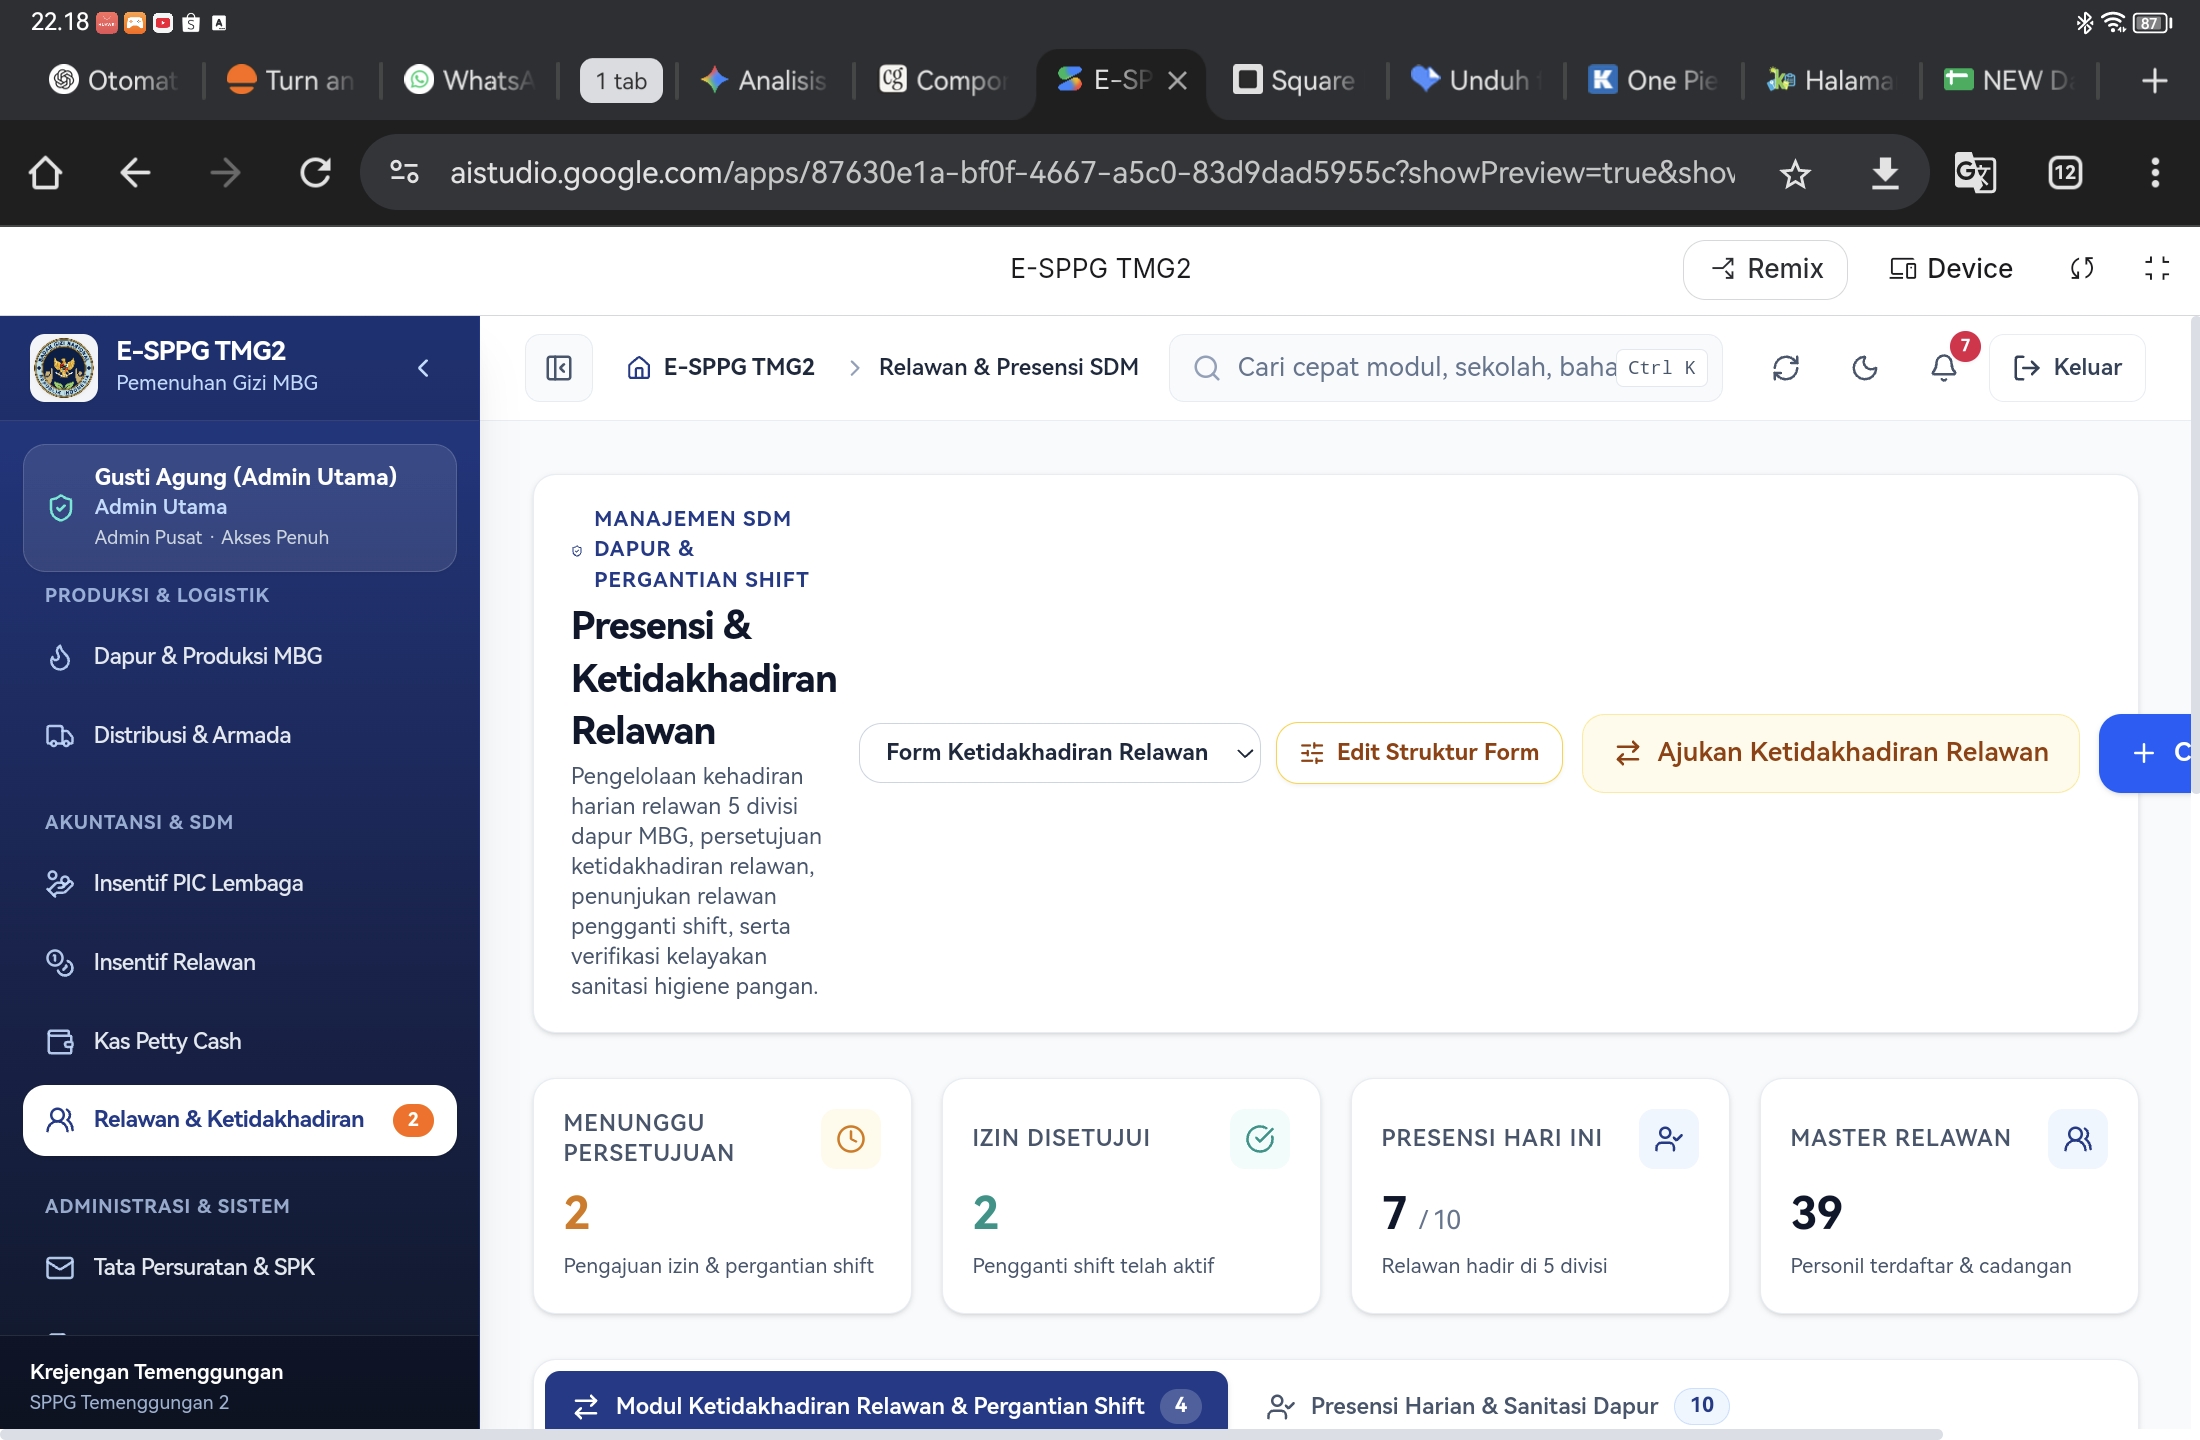 22.18
87
Otomat
Turn an
WhatsA
1 tab
Analisis
Compor
E-SP
Square
Unduh
One Pie
Halama
NEW Da
aistudio.google.com/apps/87630e1a-bf0f-4667-a5c0-83d9dad5955c?showPreview=true&shov
12
E-SPPG TMG2
Remix
Device
E-SPPG TMG2
Pemenuhan Gizi MBG
E-SPPG TMG2
Relawan & Presensi SDM
Cari cepat modul, sekolah, baha
Ctrl K
7
Keluar
Gusti Agung (Admin Utama)
Admin Utama
Admin Pusat · Akses Penuh
PRODUKSI & LOGISTIK
Dapur & Produksi MBG
Distribusi & Armada
AKUNTANSI & SDM
Insentif PIC Lembaga
Insentif Relawan
Kas Petty Cash
Relawan & Ketidakhadiran
2
ADMINISTRASI & SISTEM
Tata Persuratan & SPK
Krejengan Temenggungan
SPPG Temenggungan 2
MANAJEMEN SDM
DAPUR &
PERGANTIAN SHIFT
Presensi &
Ketidakhadiran
Relawan
Pengelolaan kehadiran
harian relawan 5 divisi
dapur MBG, persetujuan
ketidakhadiran relawan,
penunjukan relawan
pengganti shift, serta
verifikasi kelayakan
sanitasi higiene pangan.
Form Ketidakhadiran Relawan
Edit Struktur Form
Ajukan Ketidakhadiran Relawan
MENUNGGU
PERSETUJUAN
2
Pengajuan izin & pergantian shift
IZIN DISETUJUI
2
Pengganti shift telah aktif
PRESENSI HARI INI
7 / 10
Relawan hadir di 5 divisi
MASTER RELAWAN
39
Personil terdaftar & cadangan
Modul Ketidakhadiran Relawan & Pergantian Shift
4
Presensi Harian & Sanitasi Dapur
10